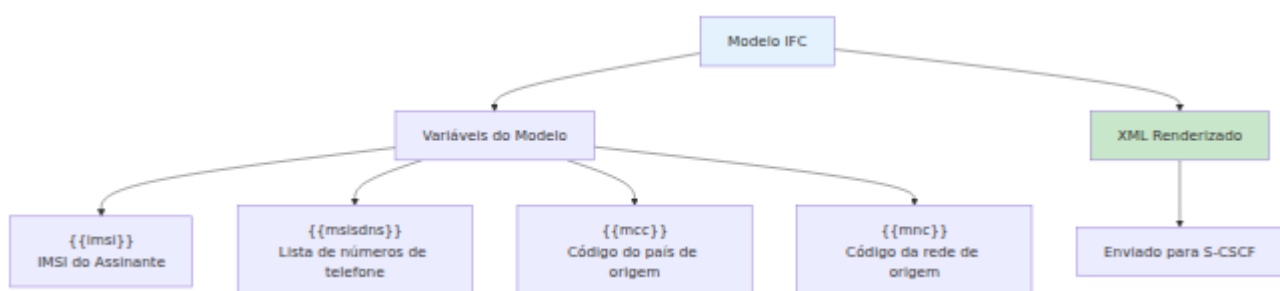 Modelo IFC
Variáveis do Modelo
XML Renderizado
{{imsi}}
IMSI do Assinante
{{msisdns}}
Lista de números de
telefone
{{mcc}}
Código do país de
origem
{{mnc}}
Código da rede de
origem
Enviado para S-CSCF